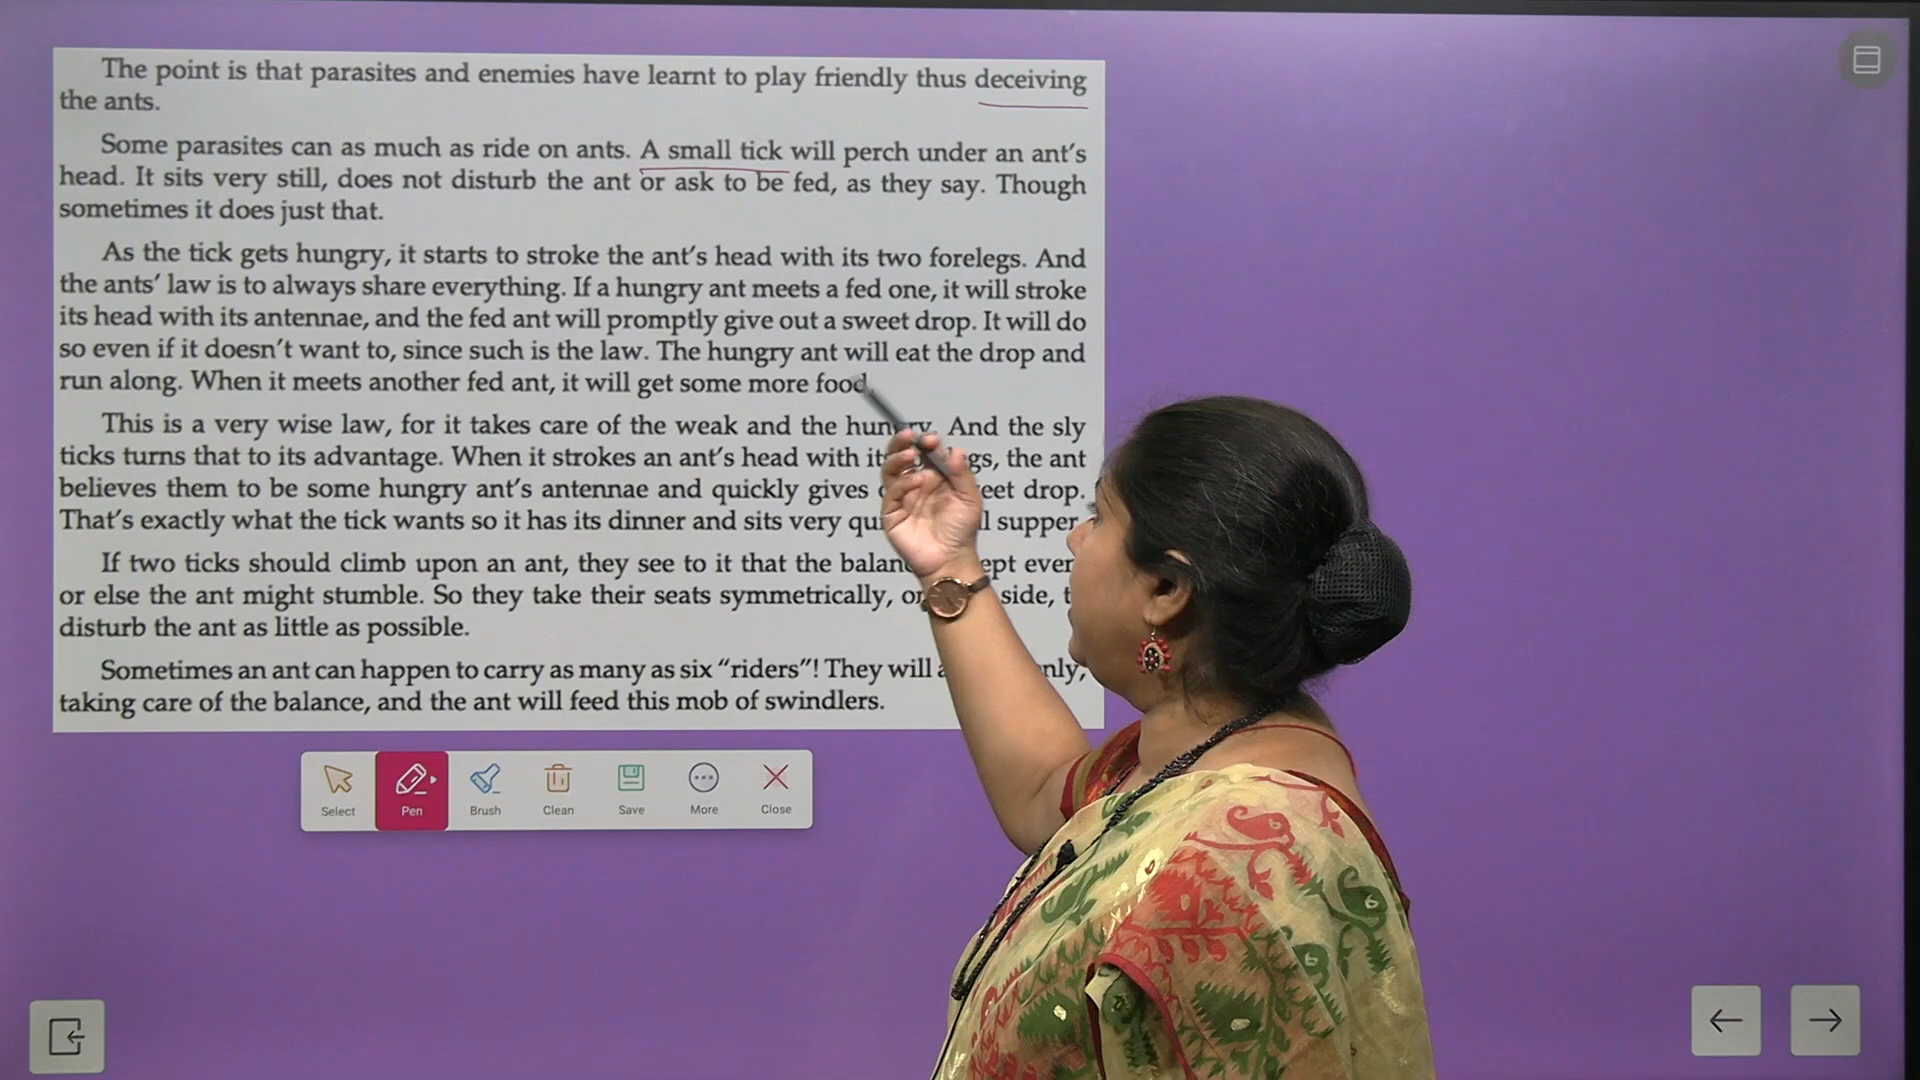 The point is that parasites and enemies have learnt to play friendly thus deceiving
the ants.
Some parasites can as much as ride on ants. A small tick will perch under an ant's
head. It sits very still, does not disturb the ant or ask to be fed, as they say. Though
sometimes it does just that.
As the tick gets hungry, it starts to stroke the ant's head with its two forelegs. And
the ants' law is to always share everything. If a hungry ant meets a fed one, it will stroke
its head with its antennae, and the fed ant will promptly give out a sweet drop. It will do
so even if it doesn't want to, since such is the law. The hungry ant will eat the drop and
run along. When it meets another fed ant, it will get some more food
This is a very wise law, for it takes care of the weak and the hungry. And the sly
ticks turns that to its advantage. When it strokes an ant's head with its the ant
believes them to be some hungry ant's antennae and quickly gives drop.
That's exactly what the tick wants so it has its dinner and sits very supper
If two ticks should climb upon an ant, they see to it that the
or else the ant might stumble. So they take their seats symmetrically, side,
disturb the ant as little as possible.
Sometimes an ant can happen to carry as many as six "riders"! They will
taking care of the balance, and the ant will feed this mob of swindlers.
Select Pen Brush Clean Save More Close